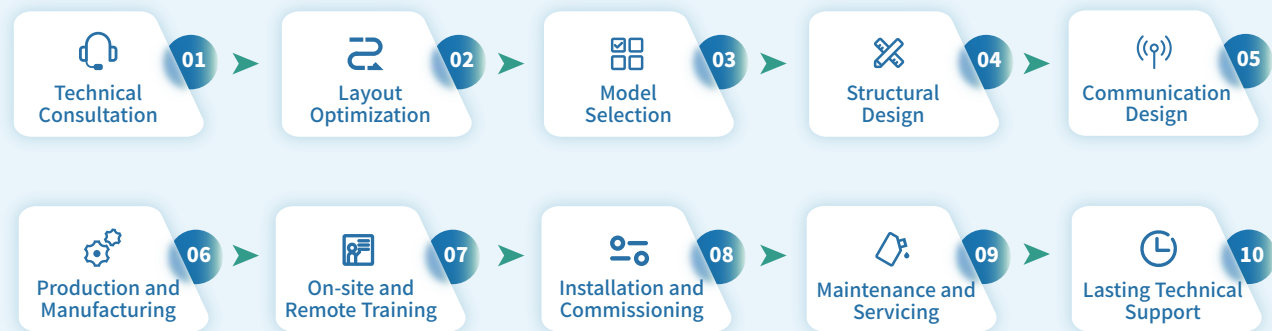 01
Technical
Consultation
02
Layout
Optimization
03
Model
Selection
04
Structural
Design
05
Communication
Design
06
Production and
Manufacturing
07
On-site and
Remote Training
08
Installation and
Commissioning
09
Maintenance and
Servicing
10
Lasting Technical
Support